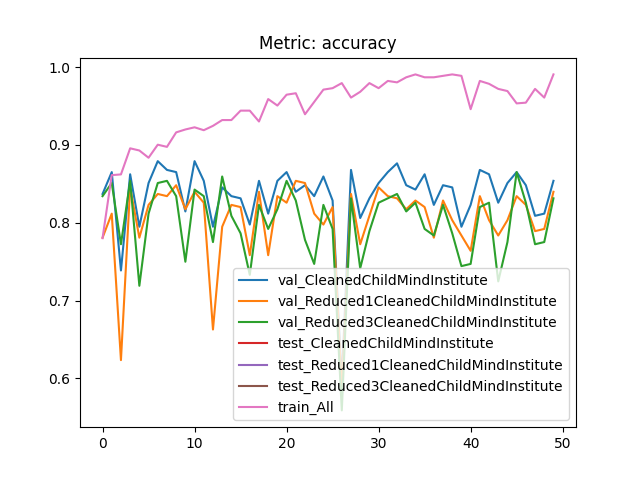 Metric: accuracy
1.0
0.9
0.8
0.7
0.6
val_CleanedChildMindInstitute
val_Reduced1CleanedChildMindInstitute
val_Reduced3CleanedChildMindInstitute
test_CleanedChildMindInstitute
test_Reduced1CleanedChildMindInstitute
test_Reduced3CleanedChildMindInstitute
train_All
0 10 20 30 40 50